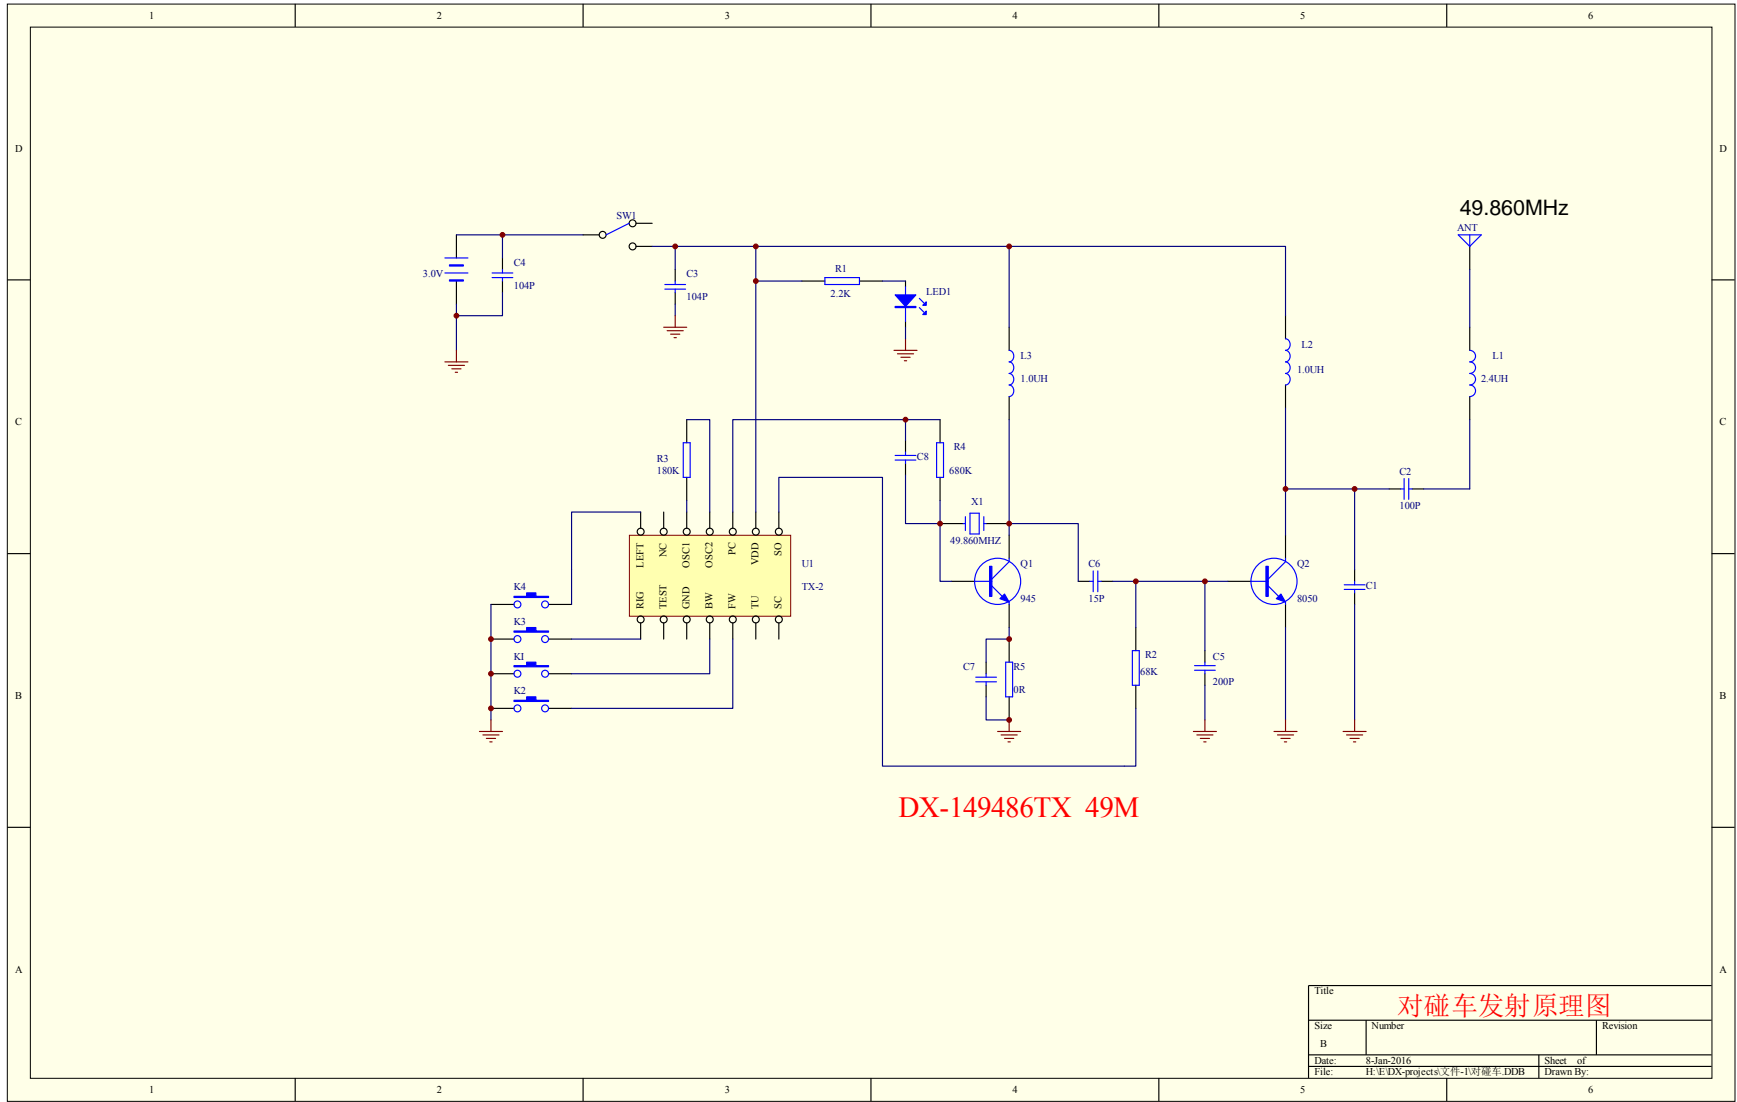 1 2 3 4 5 6
D D
49.860MHz
ANT
SW1
3.0V
C4
104P
C3
104P
R1
2.2K
LED1
L3
1.0UH
L2
1.0UH
L1
2.4UH
C C
R3
180K
C8
R4
680K
X1
49.860MHZ
C2
100P
LEFT NC OSC1 OSC2 PC VDD SO
RIG TEST GND BW FW TU SC
U1
TX-2
Q1
945
C6
15P
Q2
8050
C1
K4
K3
K1
K2
C7
R5
0R
R2
68K
C5
200P
B B
DX-149486TX 49M
A A
Title
对碰车发射原理图
Size
B
Number
Revision
Date: 8-Jan-2016 Sheet of
File: H:\E\DX-projects\文件-1\对碰车.DDB Drawn By:
1 2 3 4 5 6